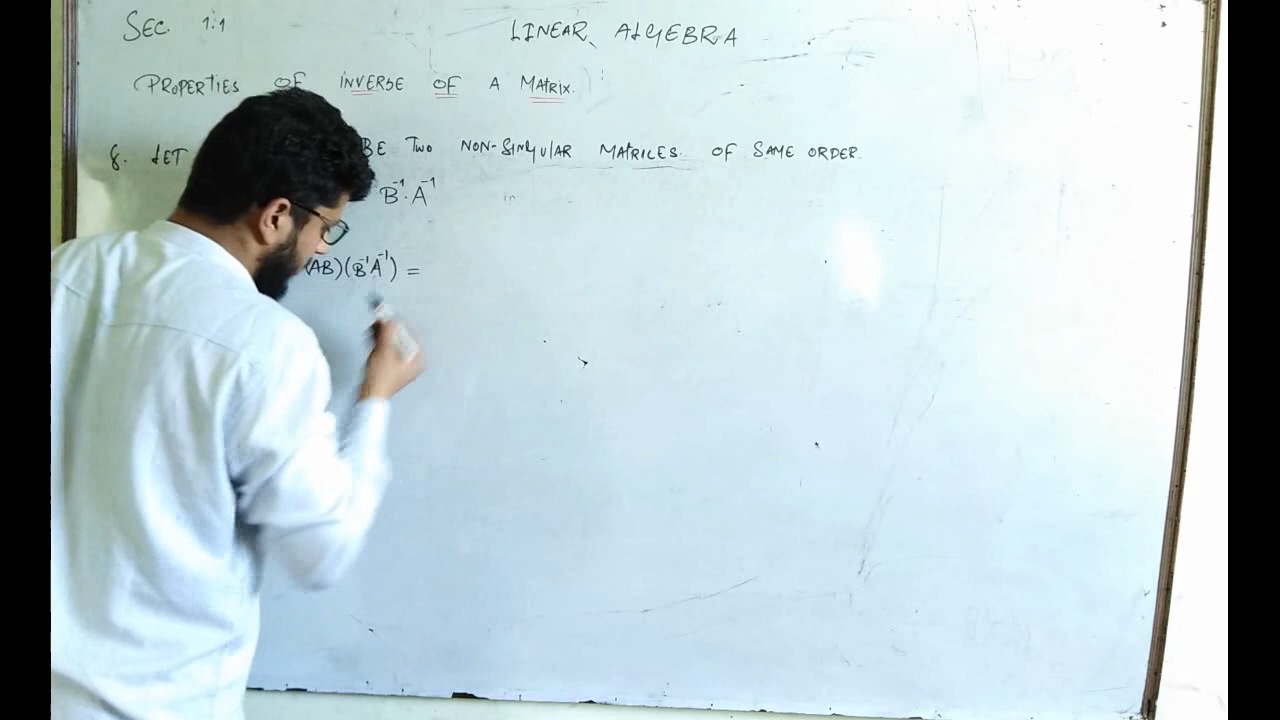 SEC. 1.1
LINEAR ALGEBRA
PROPERTIES OF INVERSE OF A MATRIX.
8. LET BE TWO NON-SINGULAR MATRICES OF SAME ORDER.
B⁻¹·A⁻¹
(AB)(B⁻¹A⁻¹) =